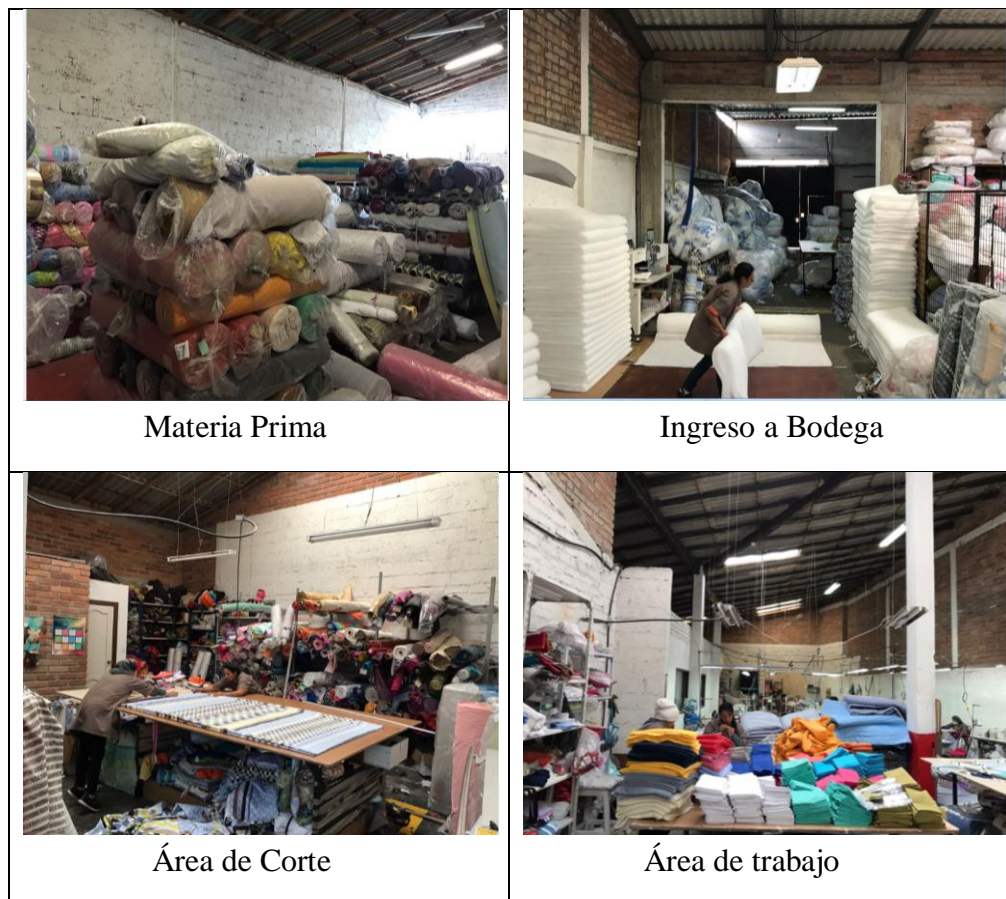 Materia Prima
Ingreso a Bodega
Área de Corte
Área de trabajo